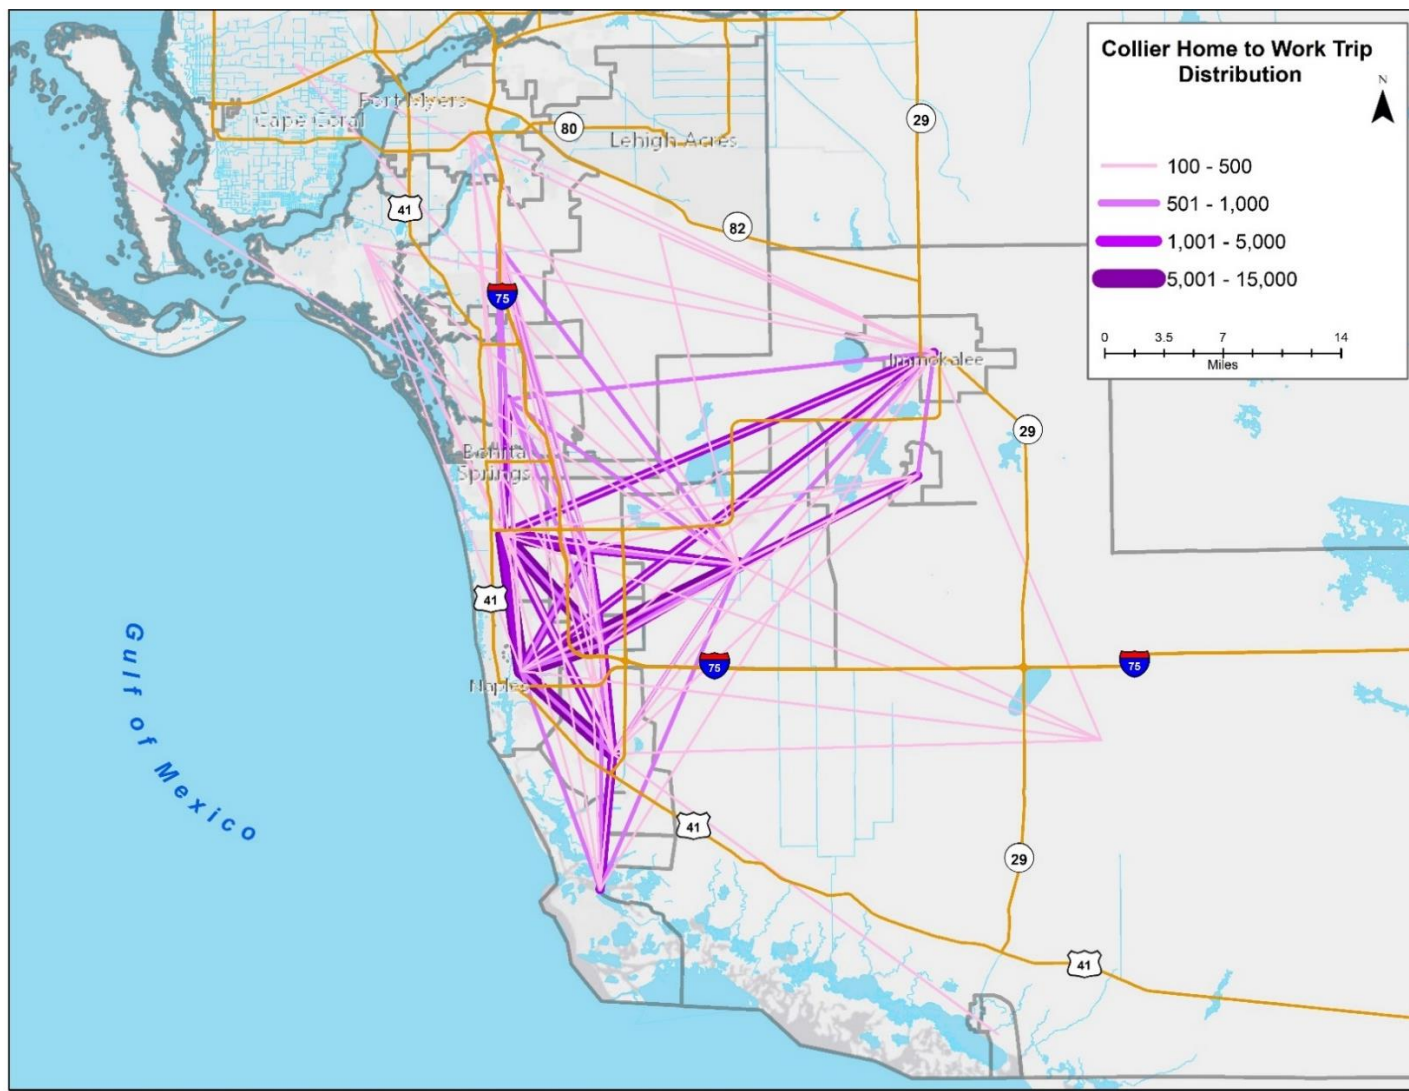 Collier Home to Work Trip
Distribution
N
100 - 500
501 - 1,000
1,001 - 5,000
5,001 - 15,000
0 3.5 7 14
Miles
Fort Myers
Cape Coral
80
Lehigh Acres
29
41
82
75
Immokalee
29
Bonita
Springs
41
Gulf of Mexico
Naples
75
75
41
29
41